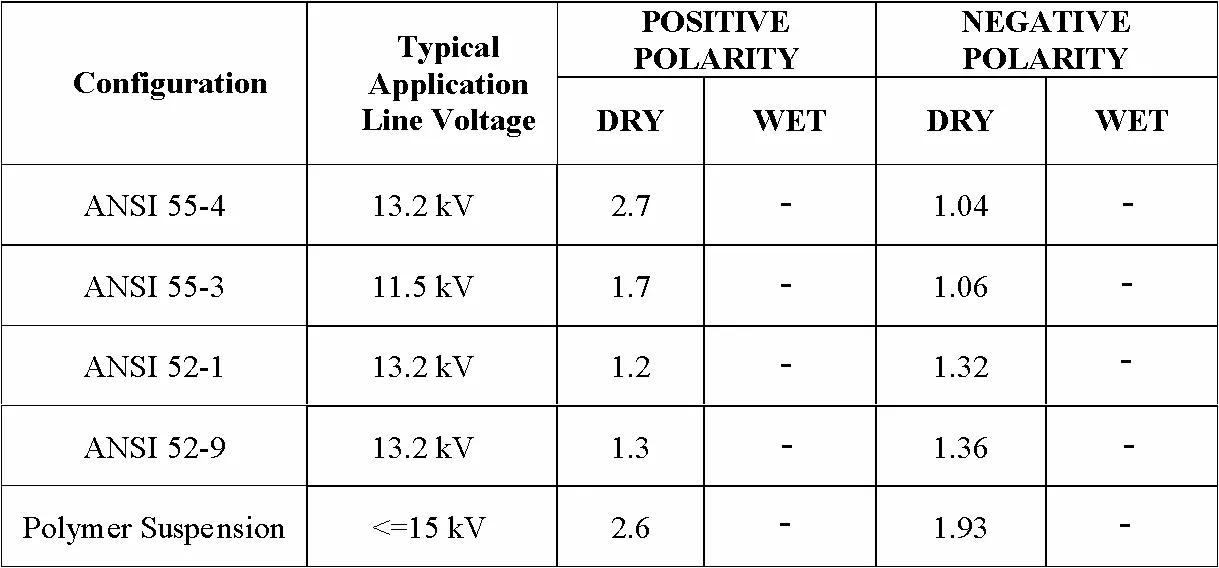 Configuration
Typical
Application
Line Voltage
POSITIVE
POLARITY
NEGATIVE
POLARITY
DRY WET DRY WET
ANSI 55-4 13.2 kV 2.7 - 1.04 -
ANSI 55-3 11.5 kV 1.7 - 1.06 -
ANSI 52-1 13.2 kV 1.2 - 1.32 -
ANSI 52-9 13.2 kV 1.3 - 1.36 -
Polymer Suspension <=15 kV 2.6 - 1.93 -